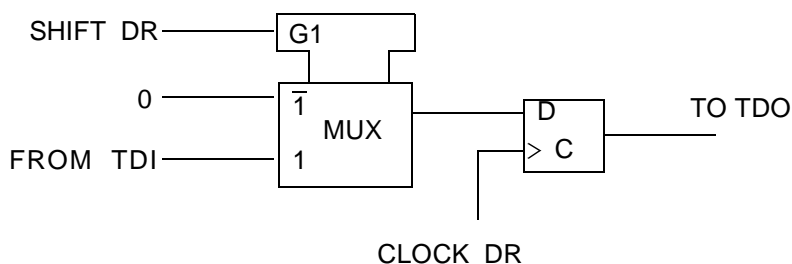 SHIFT DR
G1
0
1̅
MUX
D
TO TDO
FROM TDI
1
C
CLOCK DR